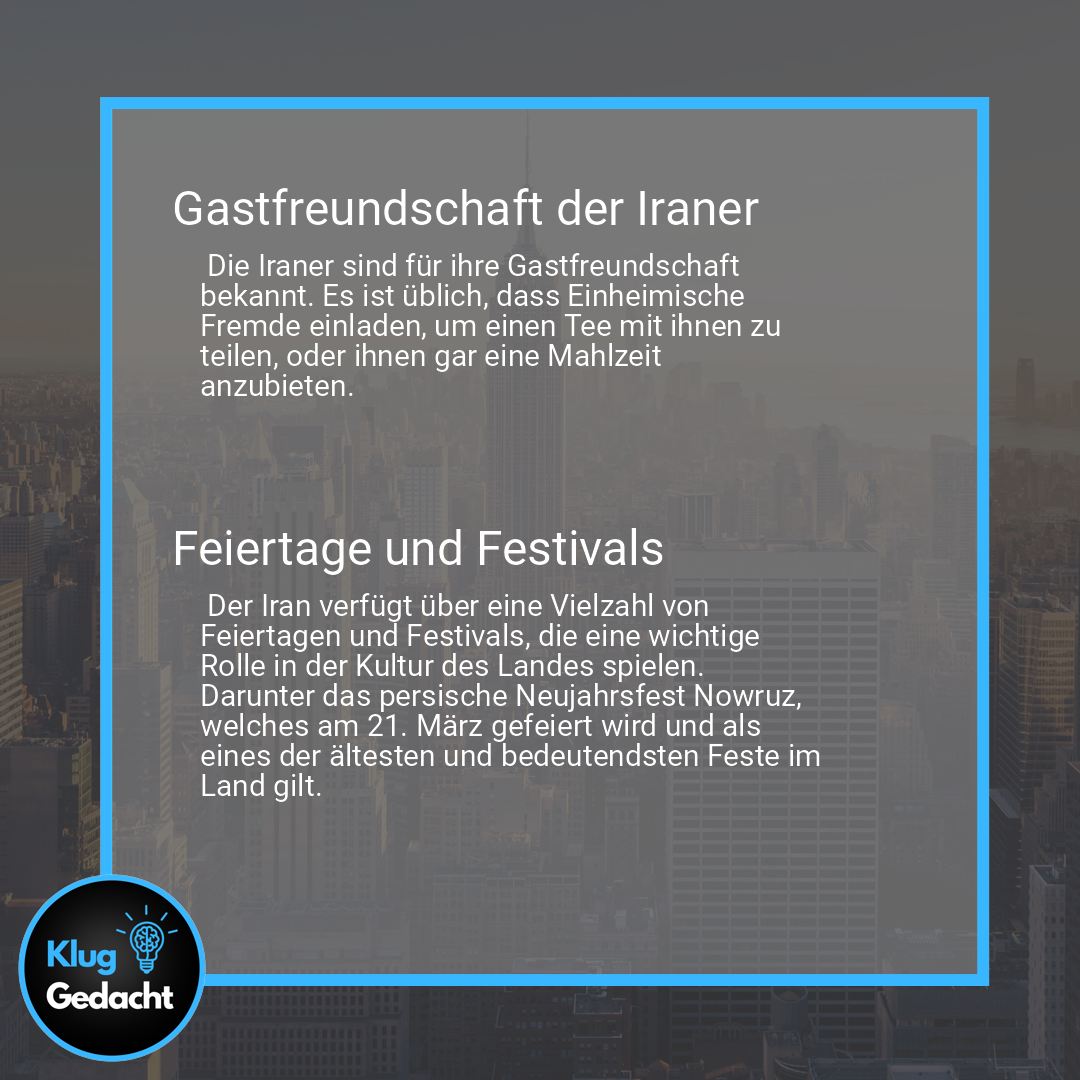 Gastfreundschaft der Iraner
Die Iraner sind für ihre Gastfreundschaft
bekannt. Es ist üblich, dass Einheimische
Fremde einladen, um einen Tee mit ihnen zu
teilen, oder ihnen gar eine Mahlzeit
anzubieten.
Feiertage und Festivals
Der Iran verfügt über eine Vielzahl von
Feiertagen und Festivals, die eine wichtige
Rolle in der Kultur des Landes spielen.
Darunter das persische Neujahrsfest Nowruz,
welches am 21. März gefeiert wird und als
eines der ältesten und bedeutendsten Feste im
Land gilt.
Klug
Gedacht